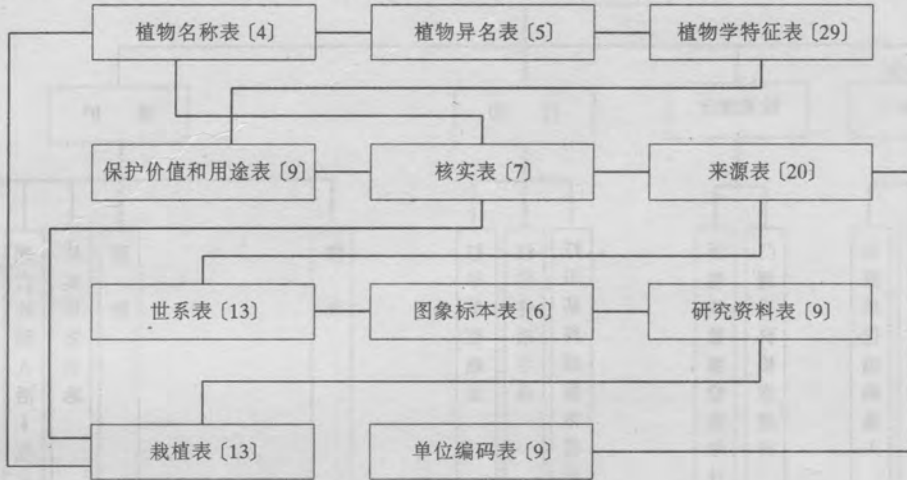 植物名称表〔4〕
植物异名表〔5〕
植物学特征表〔29〕
保护价值和用途表〔9〕
核实表〔7〕
来源表〔20〕
世系表〔13〕
图象标本表〔6〕
研究资料表〔9〕
栽植表〔13〕
单位编码表〔9〕